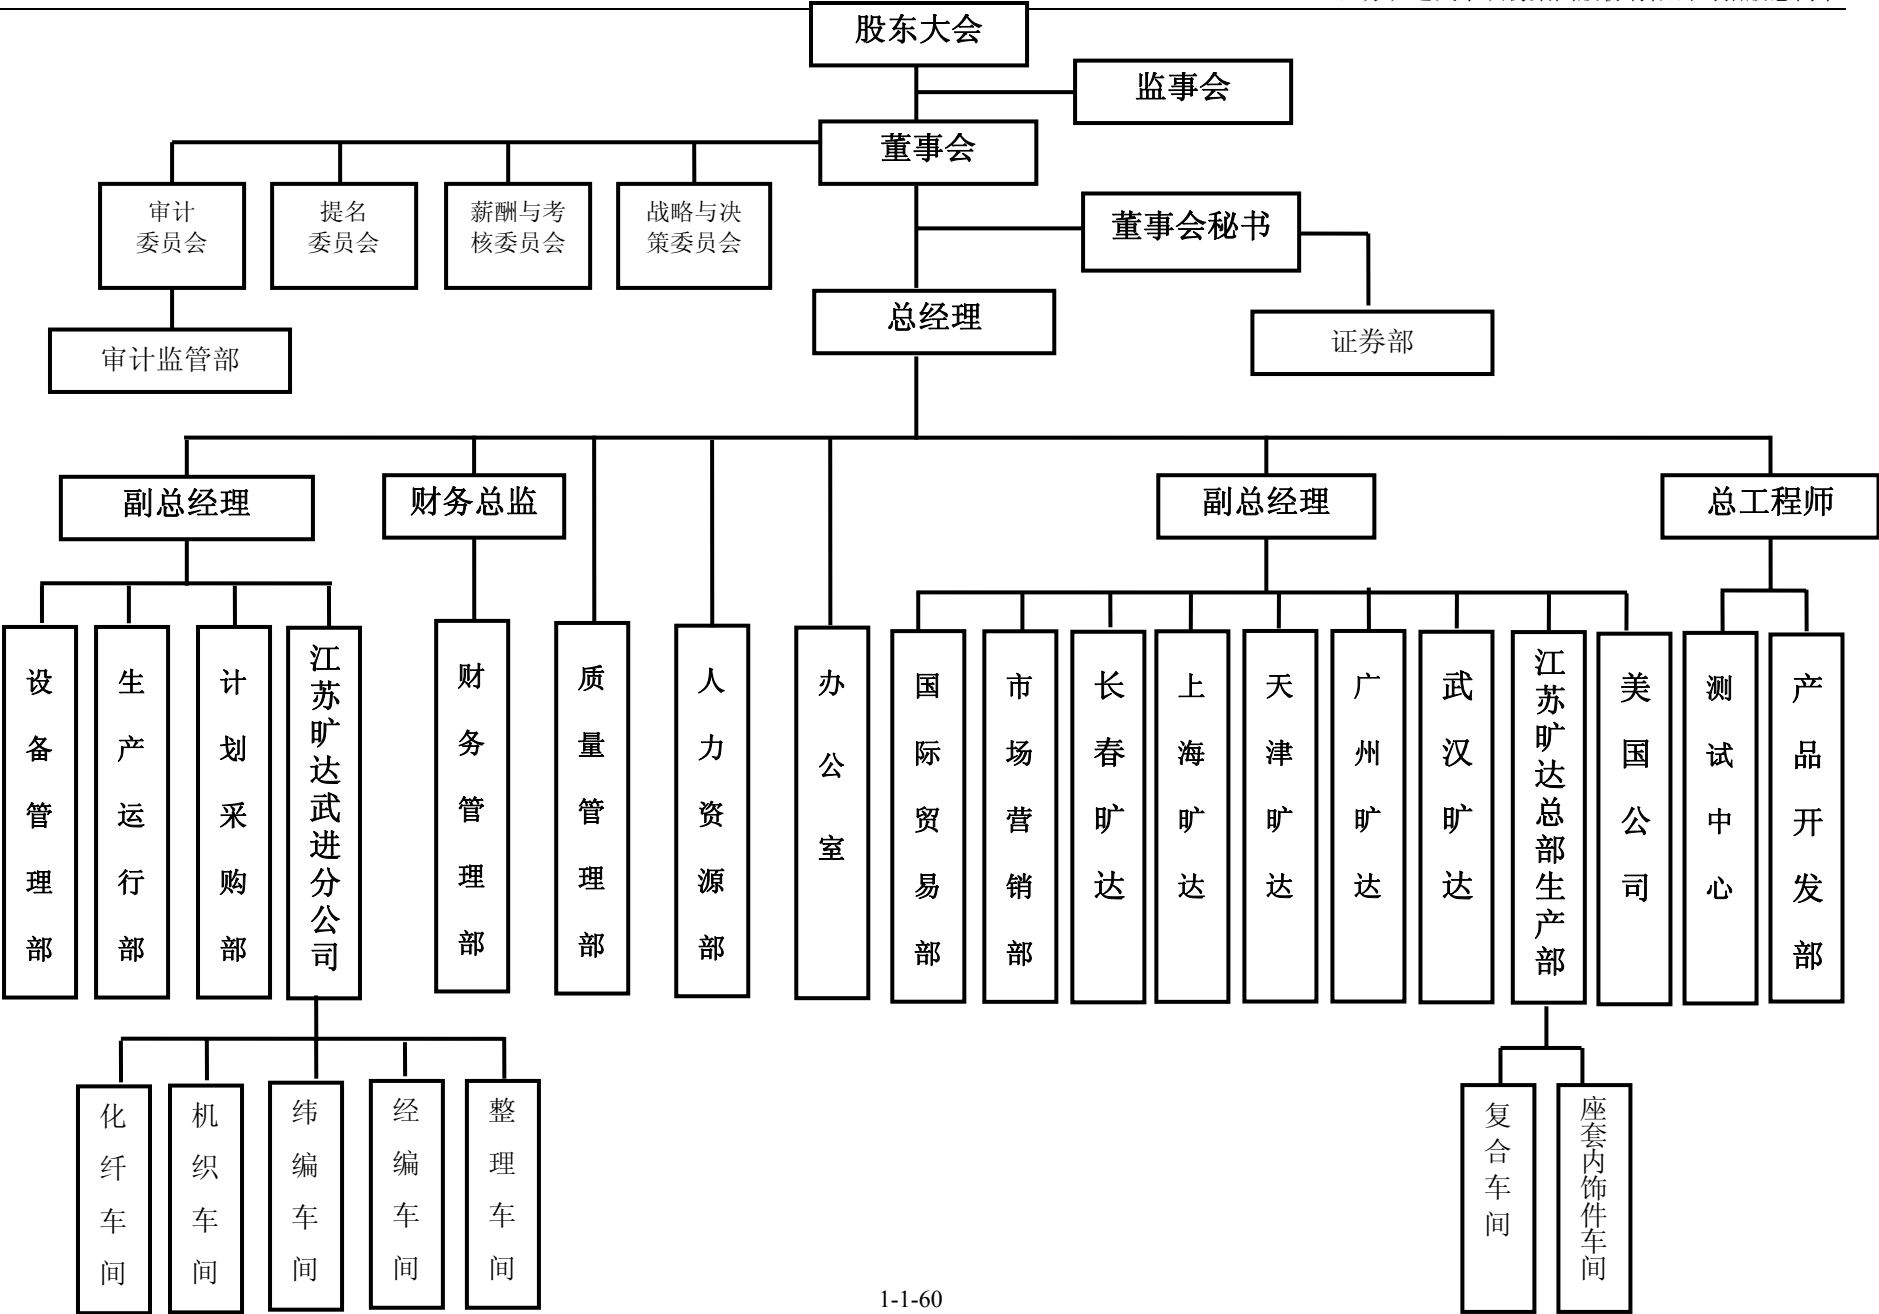 股东大会
监事会
董事会
审计
委员会
提名
委员会
薪酬与考
核委员会
战略与决
策委员会
董事会秘书
总经理
审计监管部
证券部
副总经理
财务总监
副总经理
总工程师
设备管理部
生产运行部
计划采购部
江苏旷达武进分公司
财务管理部
质量管理部
人力资源部
办公室
国际贸易部
市场营销部
长春旷达
上海旷达
天津旷达
广州旷达
武汉旷达
江苏旷达总部生产部
美国公司
测试中心
产品开发部
化纤车间
机织车间
纬编车间
经编车间
整理车间
复合车间
座套内饰件车间
1-1-60